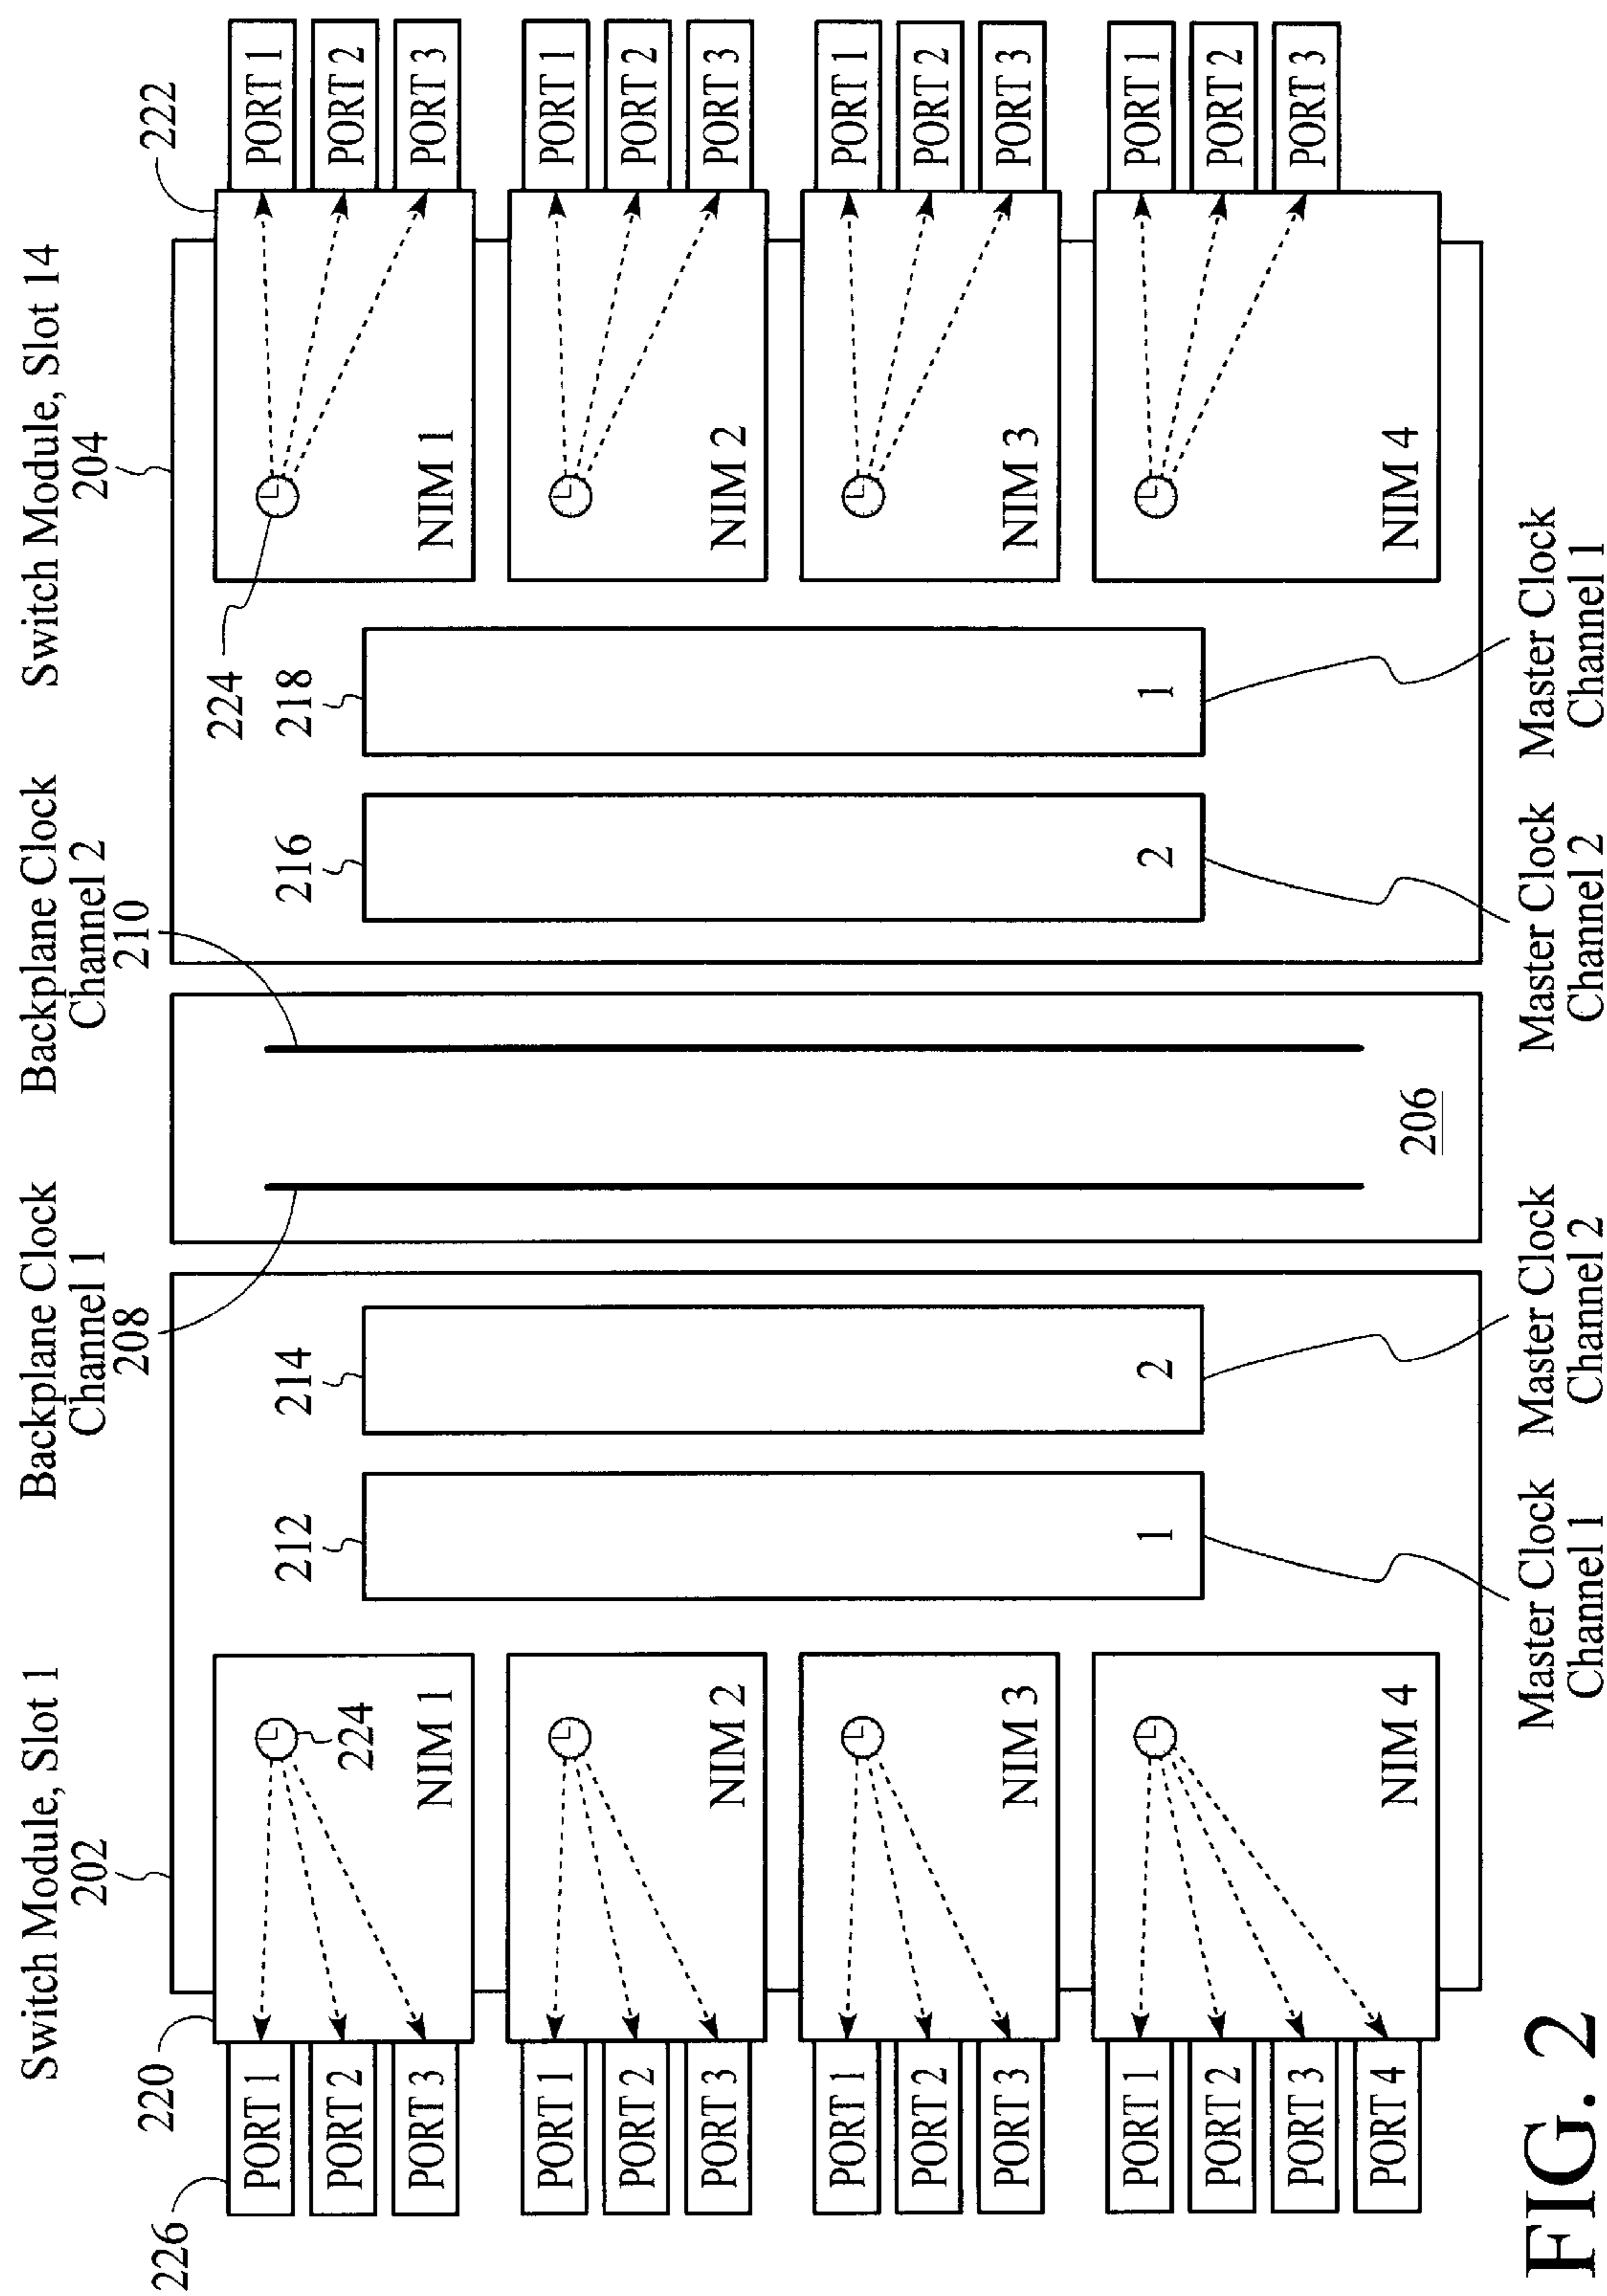 Switch Module, Slot 1
202
Backplane Clock
Channel 1
208
Backplane Clock
Channel 2
210
Switch Module, Slot 14
204
220
226
PORT 1
PORT 2
PORT 3
224
NIM 1
PORT 1
PORT 2
PORT 3
NIM 2
PORT 1
PORT 2
PORT 3
NIM 3
PORT 1
PORT 2
PORT 3
PORT 4
NIM 4
212
1
214
2
206
216
2
218
1
224
222
NIM 1
PORT 1
PORT 2
PORT 3
NIM 2
PORT 1
PORT 2
PORT 3
NIM 3
PORT 1
PORT 2
PORT 3
NIM 4
PORT 1
PORT 2
PORT 3
Master Clock
Channel 1
Master Clock
Channel 2
Master Clock
Channel 2
Master Clock
Channel 1
FIG. 2